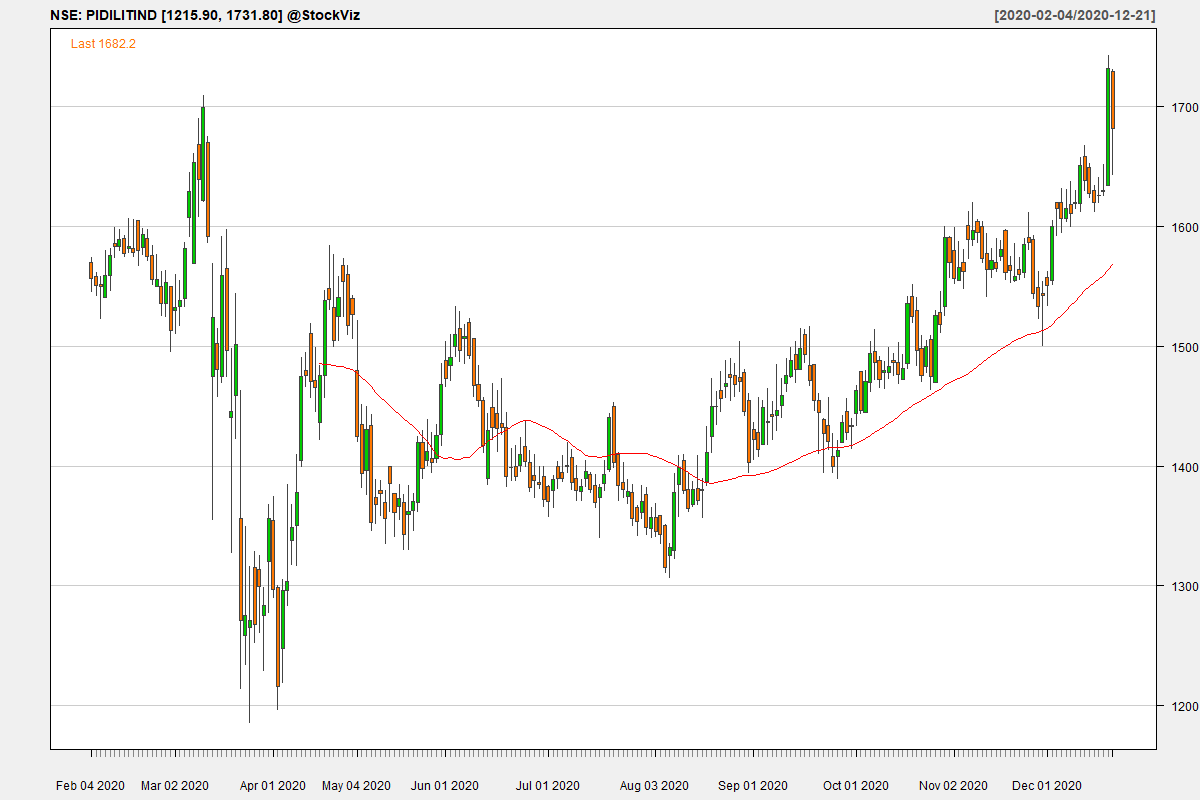 NSE: PIDILITIND [1215.90, 1731.80] @StockViz [2020-02-04/2020-12-21]
Last 1682.2
1700
1600
1500
1400
1300
1200
Feb 04 2020 Mar 02 2020 Apr 01 2020 May 04 2020 Jun 01 2020 Jul 01 2020 Aug 03 2020 Sep 01 2020 Oct 01 2020 Nov 02 2020 Dec 01 2020